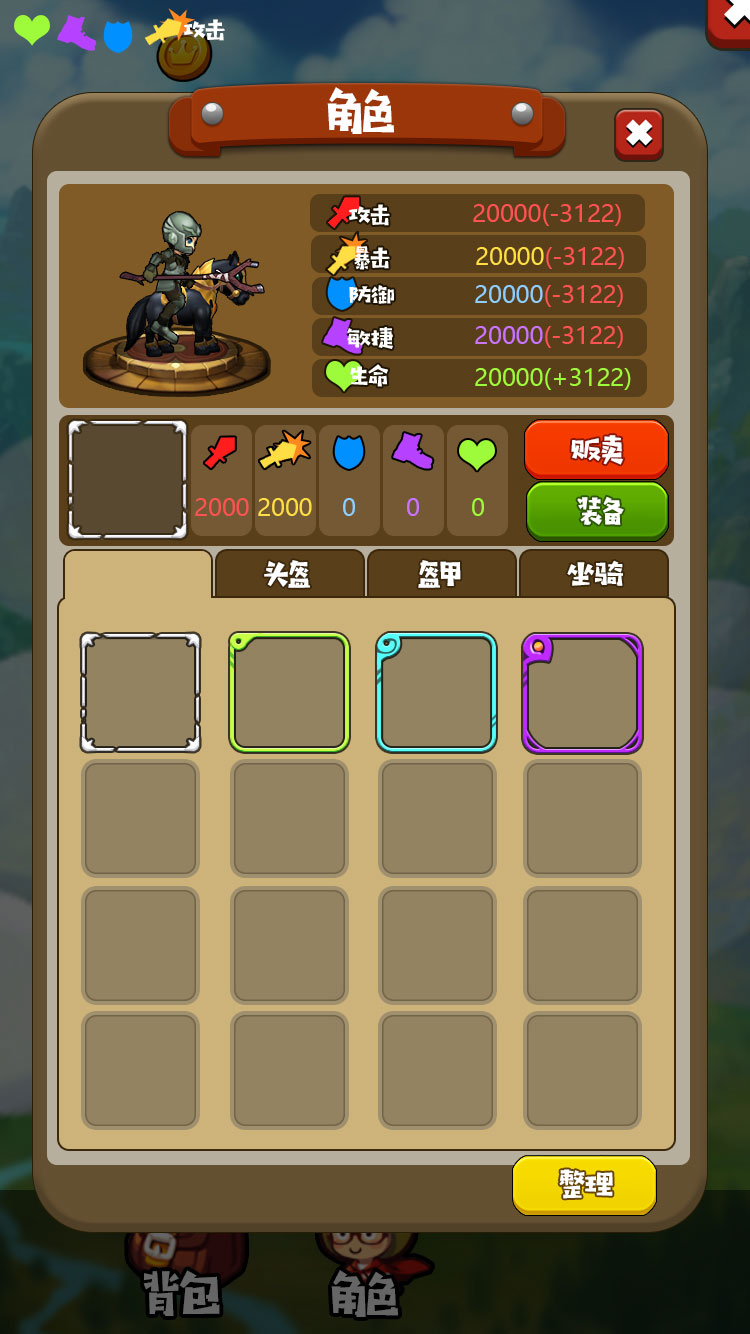 攻击
角色
攻击 20000(-3122)
暴击 20000(-3122)
防御 20000(-3122)
敏捷 20000(-3122)
生命 20000(+3122)
贩卖
2000 2000 0 0 0
装备
头盔 盔甲 坐骑
整理
背包 角色